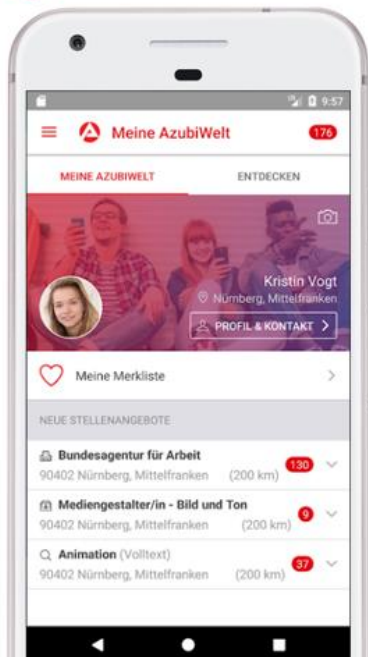 9:57
Meine AzubiWelt
176
MEINE AZUBIWELT
ENTDECKEN
Kristin Vogt
Nürnberg, Mittelfranken
PROFIL & KONTAKT
Meine Merkliste
NEUE STELLENANGEBOTE
Bundesagentur für Arbeit
90402 Nürnberg, Mittelfranken (200 km) 130
Mediengestalter/in - Bild und Ton
90402 Nürnberg, Mittelfranken (200 km) 9
Animation (Volltext)
90402 Nürnberg, Mittelfranken (200 km) 37